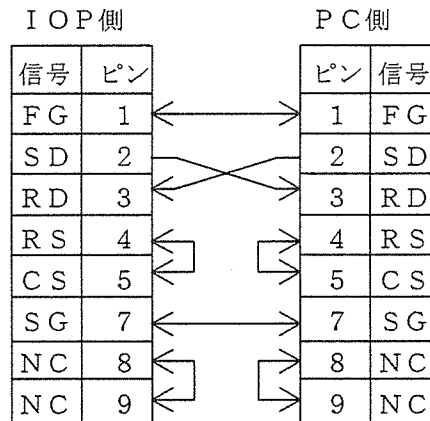 IOP側 PC側
信号 ピン ピン 信号
FG 1 1 FG
SD 2 2 SD
RD 3 3 RD
RS 4 4 RS
CS 5 5 CS
SG 7 7 SG
NC 8 8 NC
NC 9 9 NC